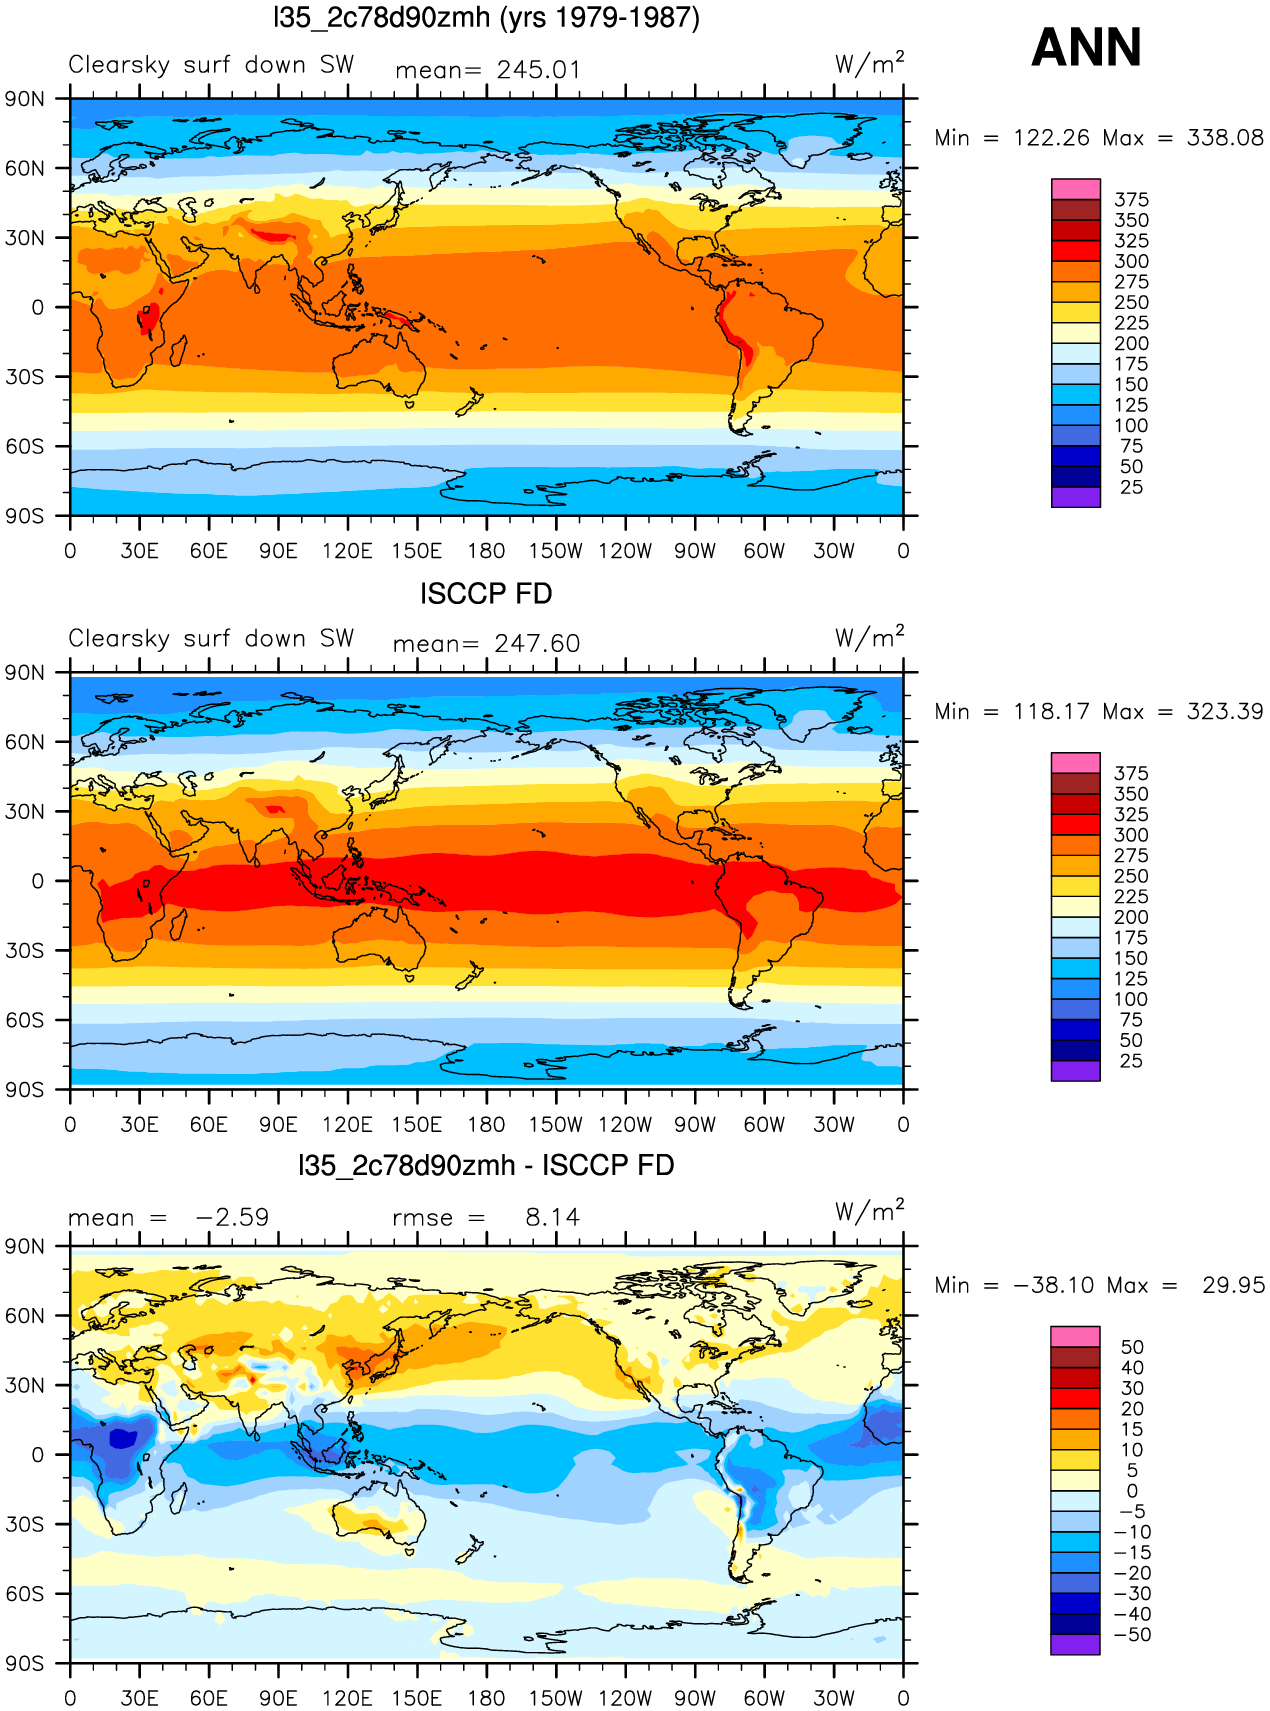 l35_2c78d90zmh (yrs 1979-1987)
ANN
Clearsky surf down SW mean= 245.01 W/m²
Min = 122.26 Max = 338.08
90N
60N
30N
0
30S
60S
90S
0 30E 60E 90E 120E 150E 180 150W 120W 90W 60W 30W 0
375
350
325
300
275
250
225
200
175
150
125
100
75
50
25
ISCCP FD
Clearsky surf down SW mean= 247.60 W/m²
Min = 118.17 Max = 323.39
90N
60N
30N
0
30S
60S
90S
0 30E 60E 90E 120E 150E 180 150W 120W 90W 60W 30W 0
375
350
325
300
275
250
225
200
175
150
125
100
75
50
25
l35_2c78d90zmh - ISCCP FD
mean = −2.59 rmse = 8.14 W/m²
Min = −38.10 Max = 29.95
90N
60N
30N
0
30S
60S
90S
0 30E 60E 90E 120E 150E 180 150W 120W 90W 60W 30W 0
50
40
30
20
15
10
5
0
−5
−10
−15
−20
−30
−40
−50